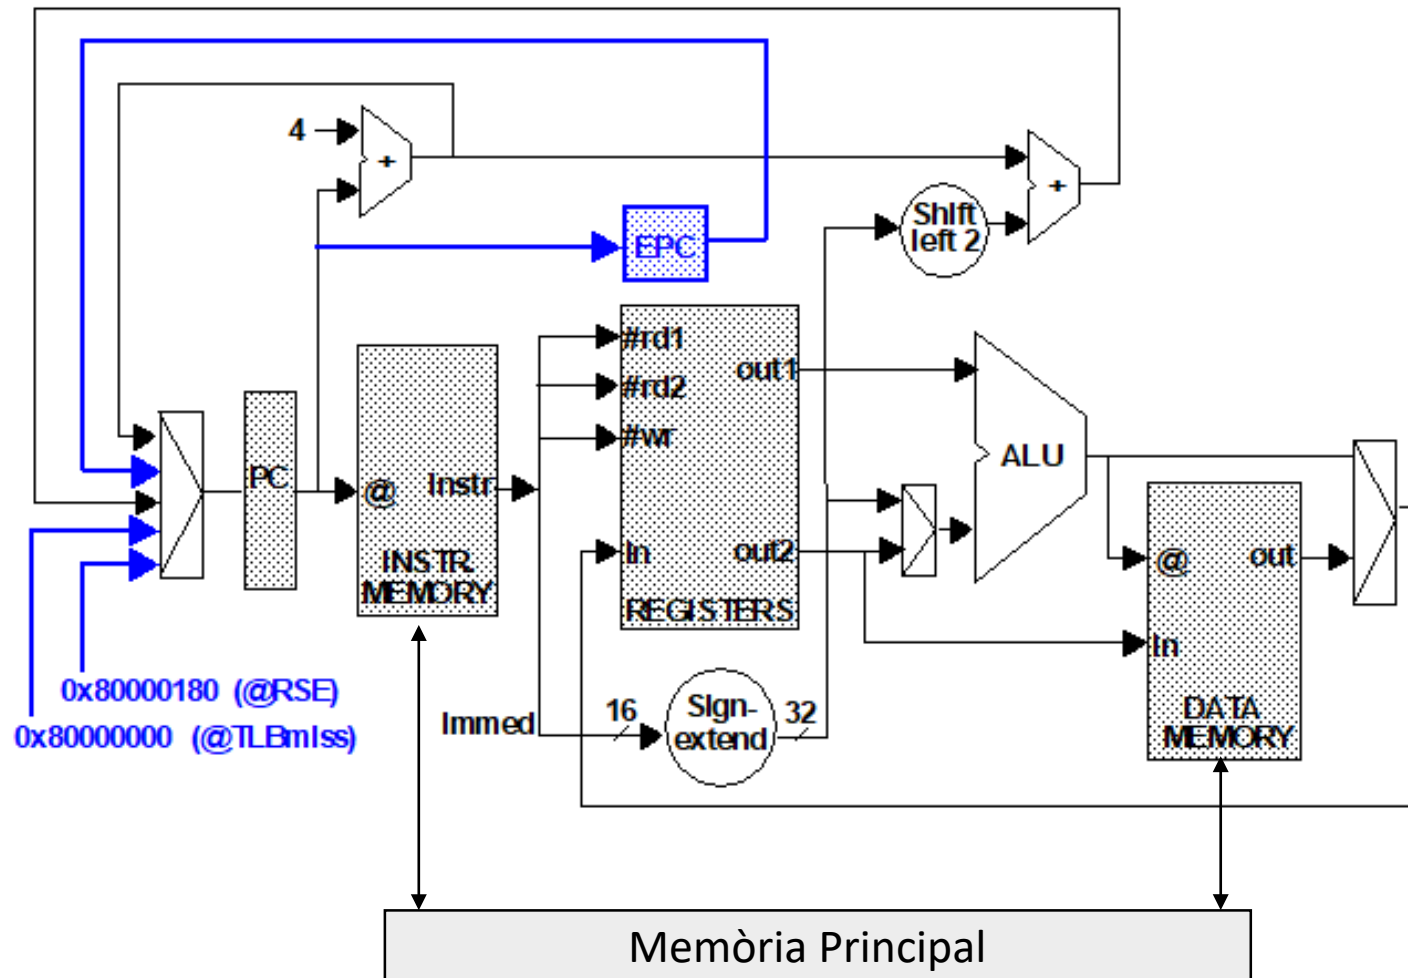 4
+
+
Shift
left 2
EPC
#rd1
#rd2
#wr
In
out1
out2
REGISTERS
ALU
PC
@
Instr
INSTR.
MEMORY
@
out
In
DATA
MEMORY
0x80000180 (@RSE)
0x80000000 (@TLBmiss)
Immed
16
Sign-
extend
32
Memòria Principal